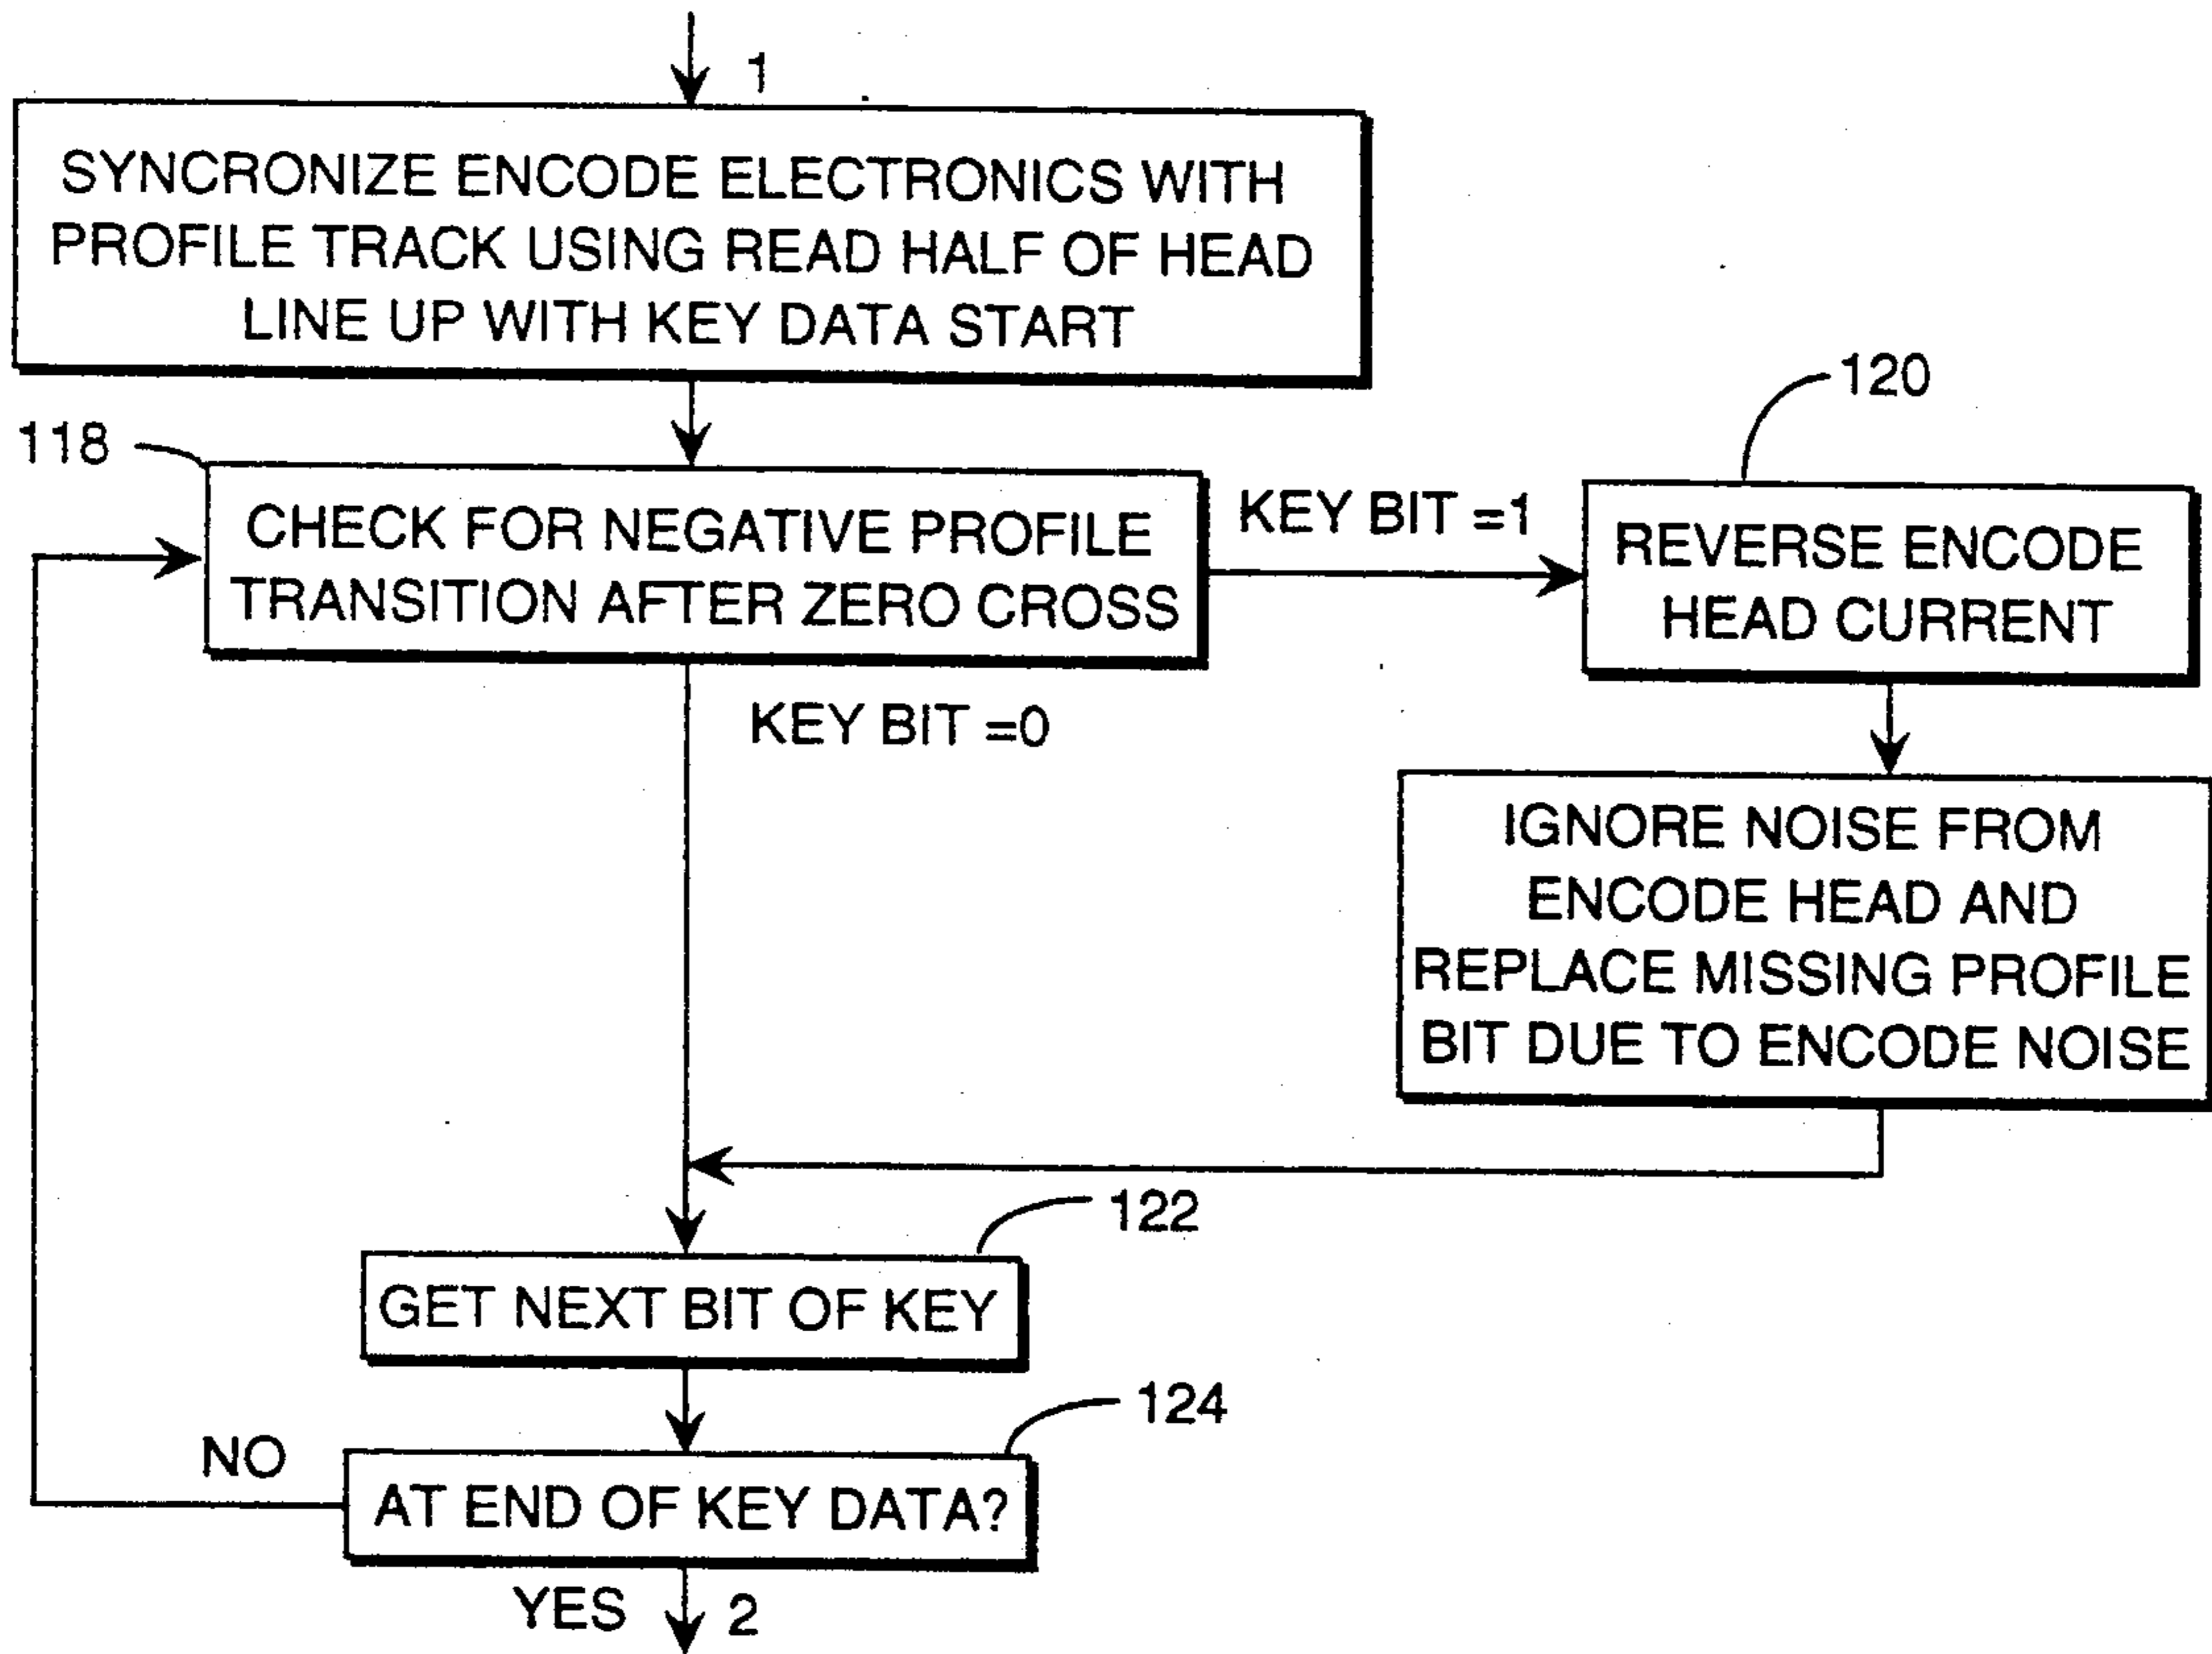 1
SYNCRONIZE ENCODE ELECTRONICS WITH
PROFILE TRACK USING READ HALF OF HEAD
LINE UP WITH KEY DATA START
118
CHECK FOR NEGATIVE PROFILE
TRANSITION AFTER ZERO CROSS
KEY BIT =1
120
REVERSE ENCODE
HEAD CURRENT
KEY BIT =0
IGNORE NOISE FROM
ENCODE HEAD AND
REPLACE MISSING PROFILE
BIT DUE TO ENCODE NOISE
122
GET NEXT BIT OF KEY
124
NO
AT END OF KEY DATA?
YES
2